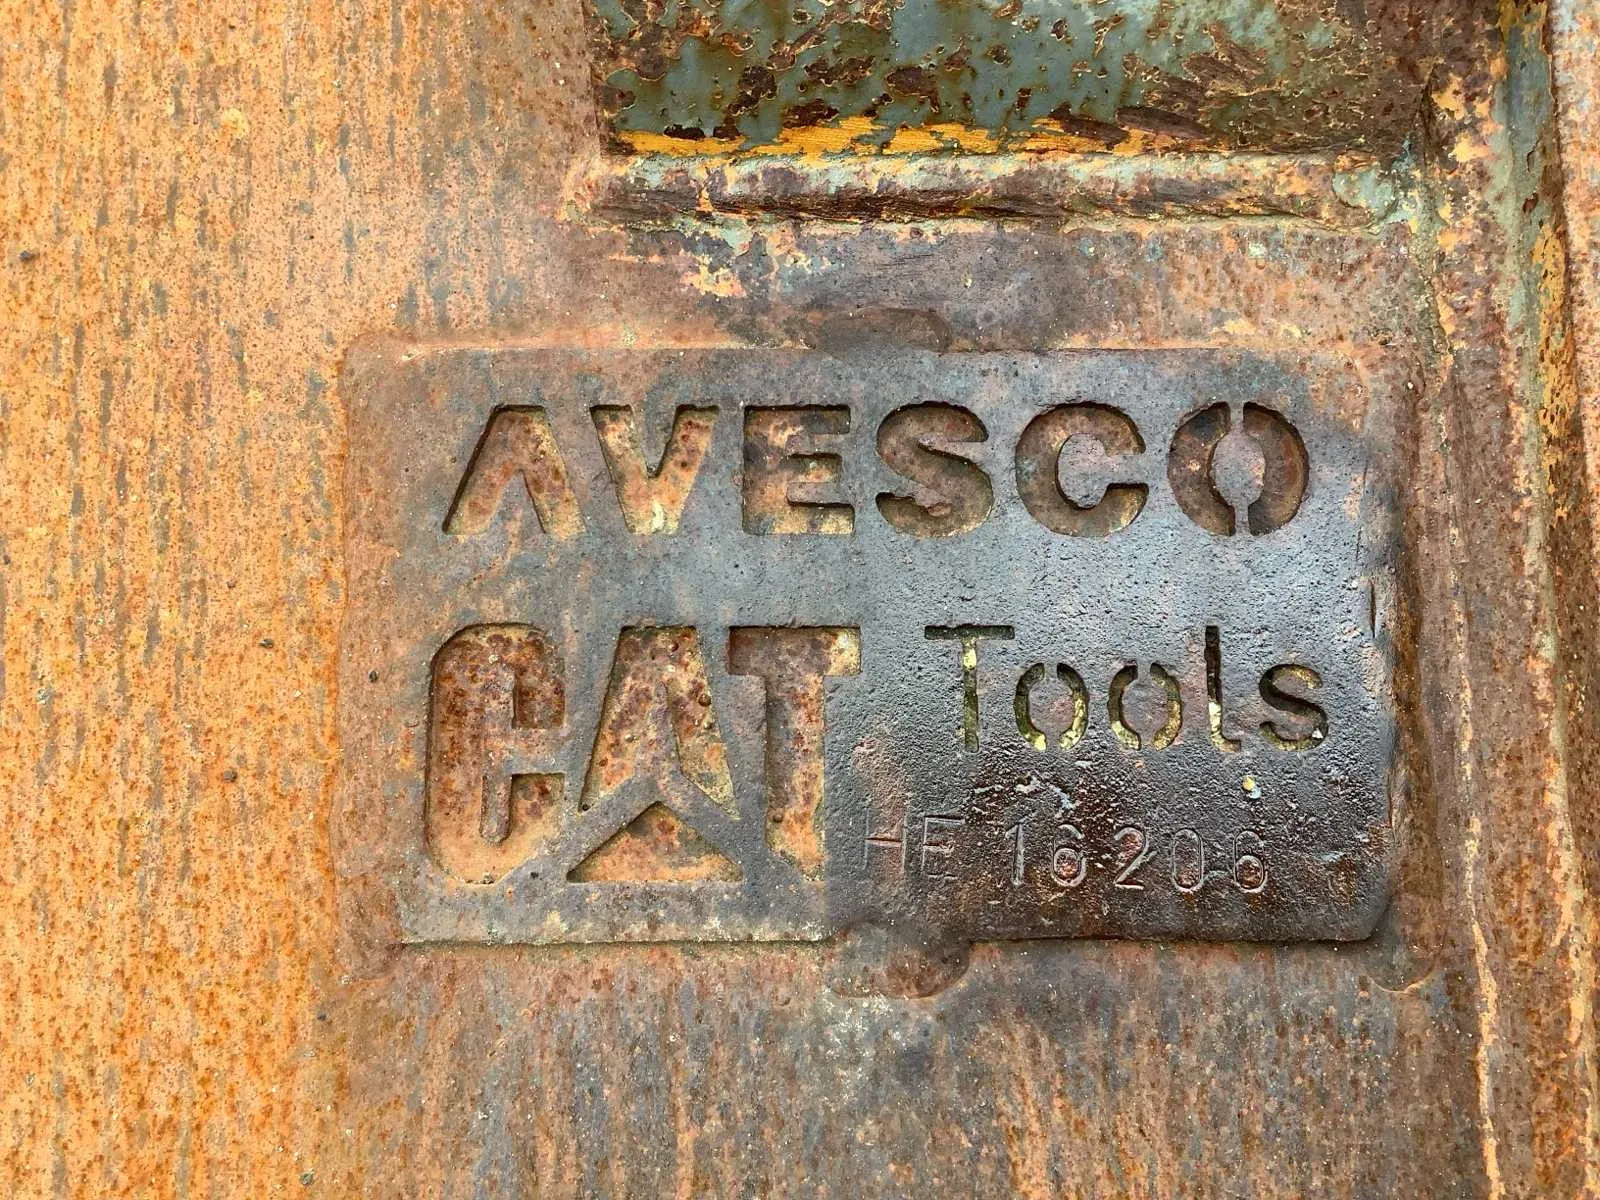 AVESCO
CAT Tools
HE 16206